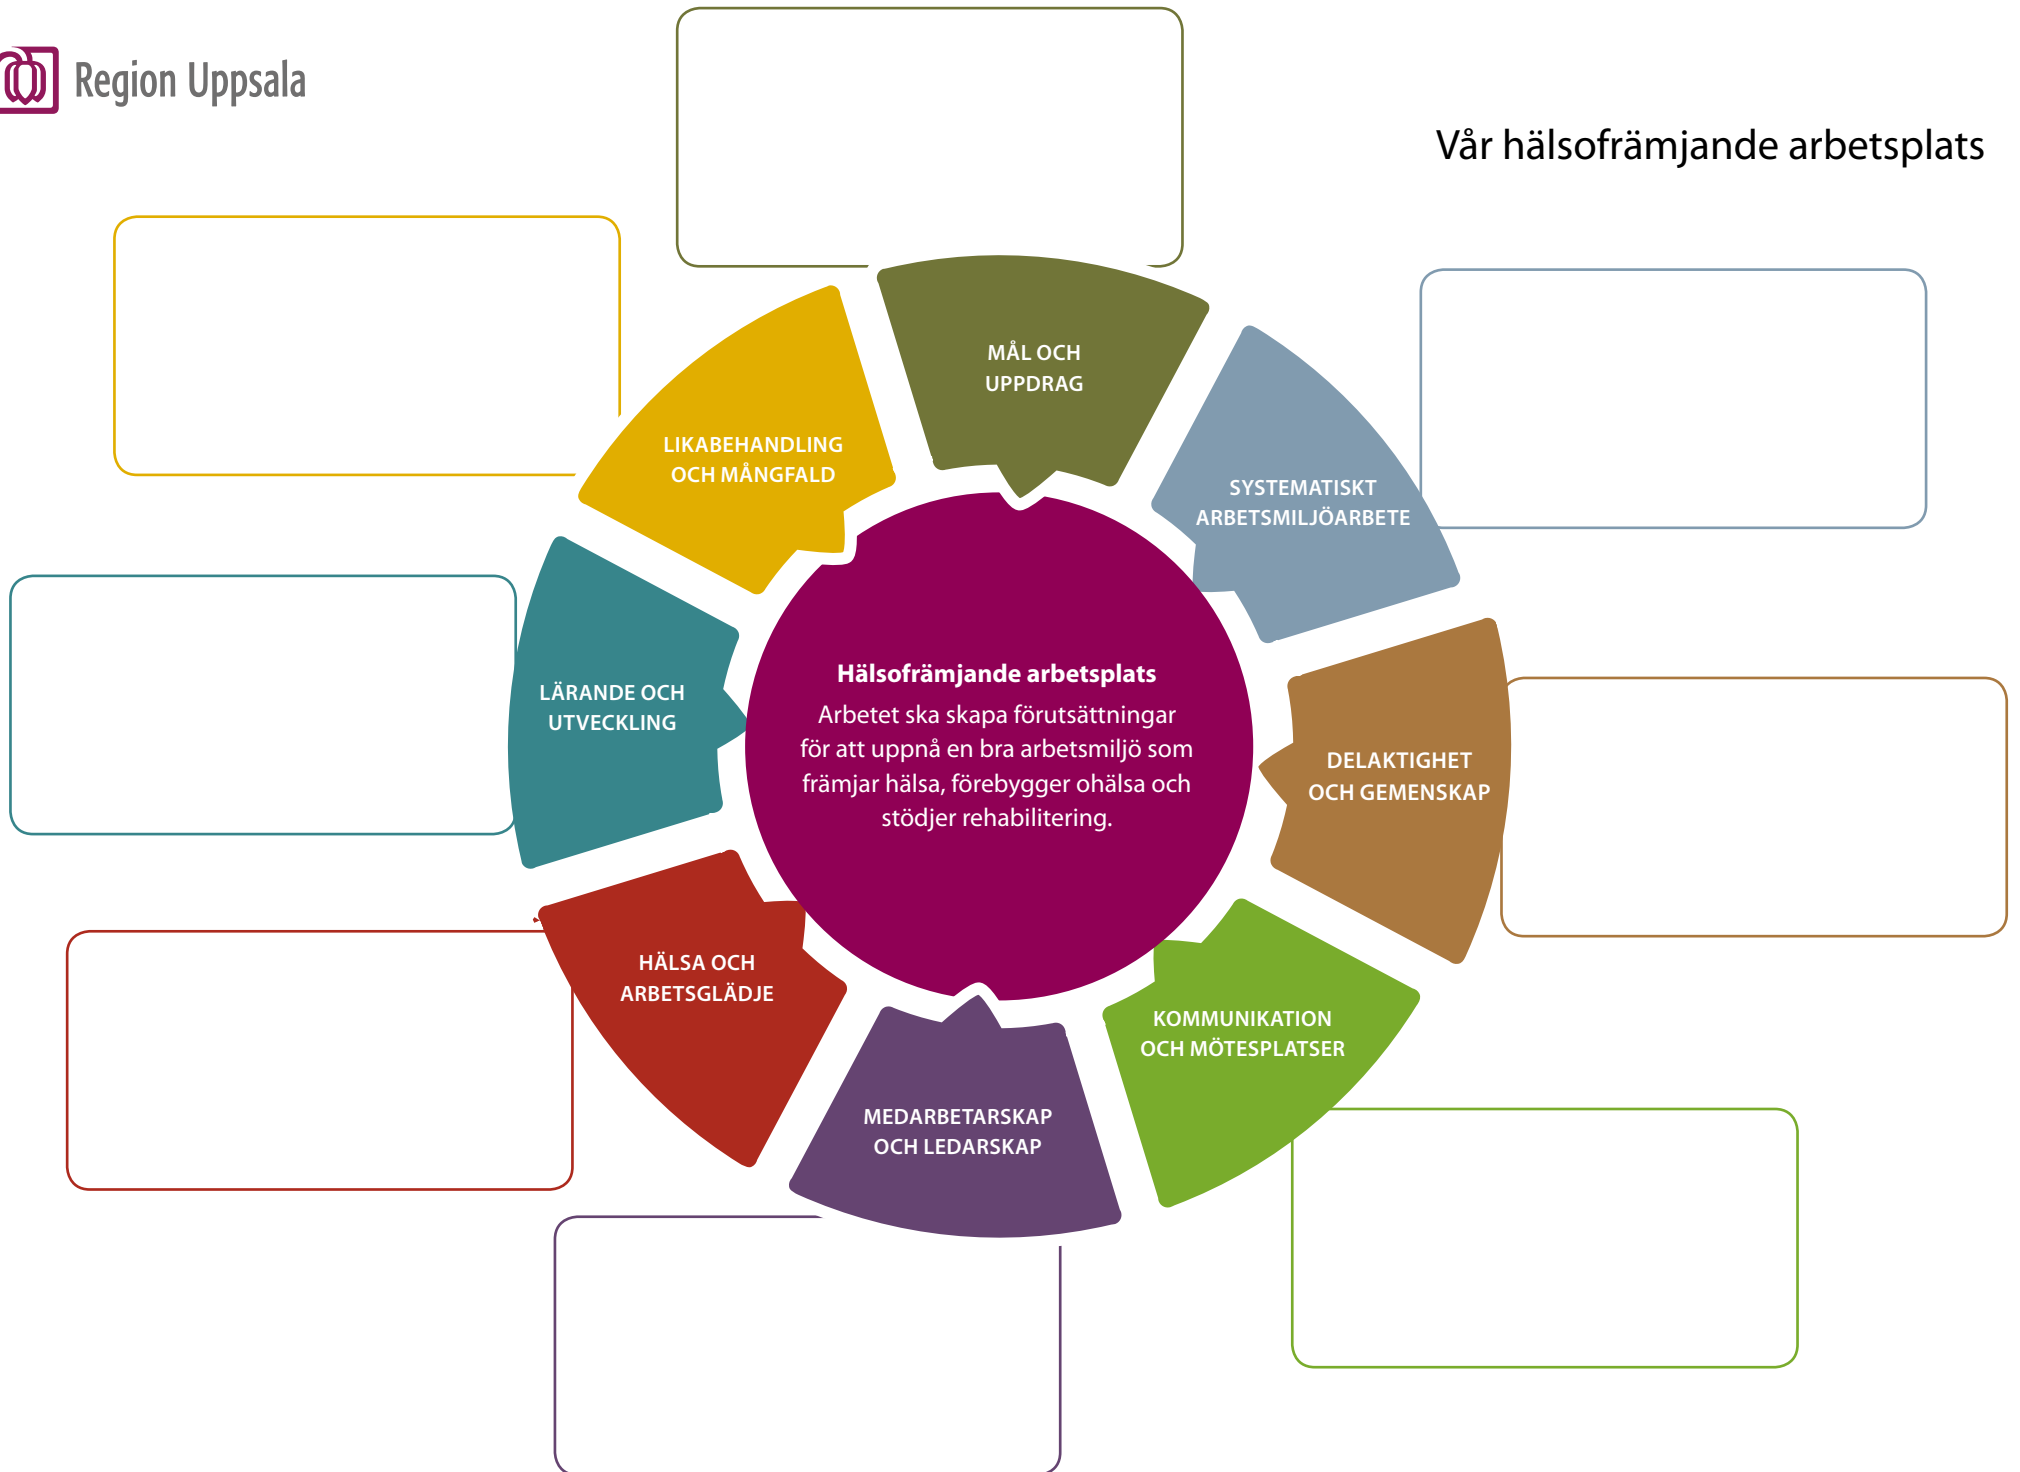 Region Uppsala
Vår hälsofrämjande arbetsplats
MÅL OCH
UPPDRAG
SYSTEMATISKT
ARBETSMILJÖARBETE
DELAKTIGHET
OCH GEMENSKAP
KOMMUNIKATION
OCH MÖTESPLATSER
MEDARBETARSKAP
OCH LEDARSKAP
HÄLSA OCH
ARBETSGLÄDJE
LÄRANDE OCH
UTVECKLING
LIKABEHANDLING
OCH MÅNGFALD
Hälsofrämjande arbetsplats
Arbetet ska skapa förutsättningar
för att uppnå en bra arbetsmiljö som
främjar hälsa, förebygger ohälsa och
stödjer rehabilitering.